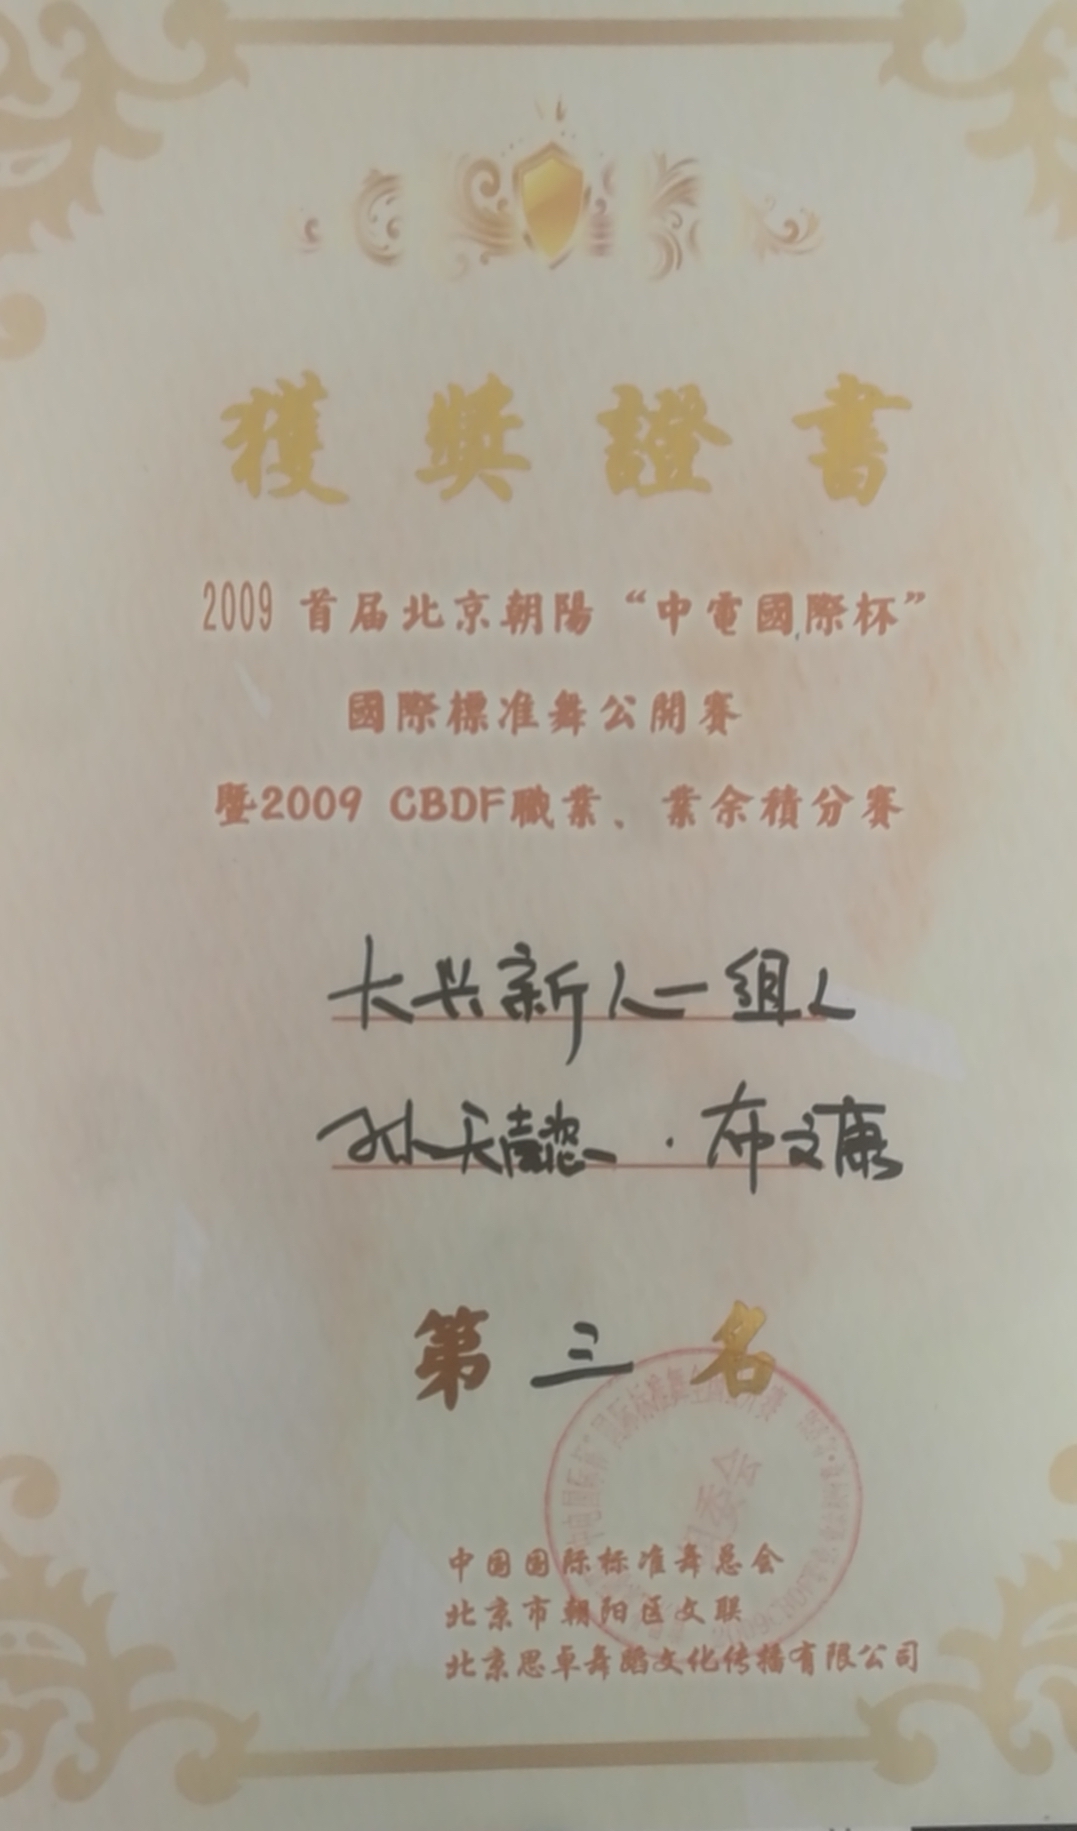 獲獎證書
2009 首届北京朝陽“中電國際杯”
國際標准舞公開賽
暨2009 CBDF職業、業余積分賽
大兴新人一組
孙天懿 · 布文康
第三名
中国国际标准舞总会
北京市朝阳区文联
北京思卓舞蹈文化传播有限公司